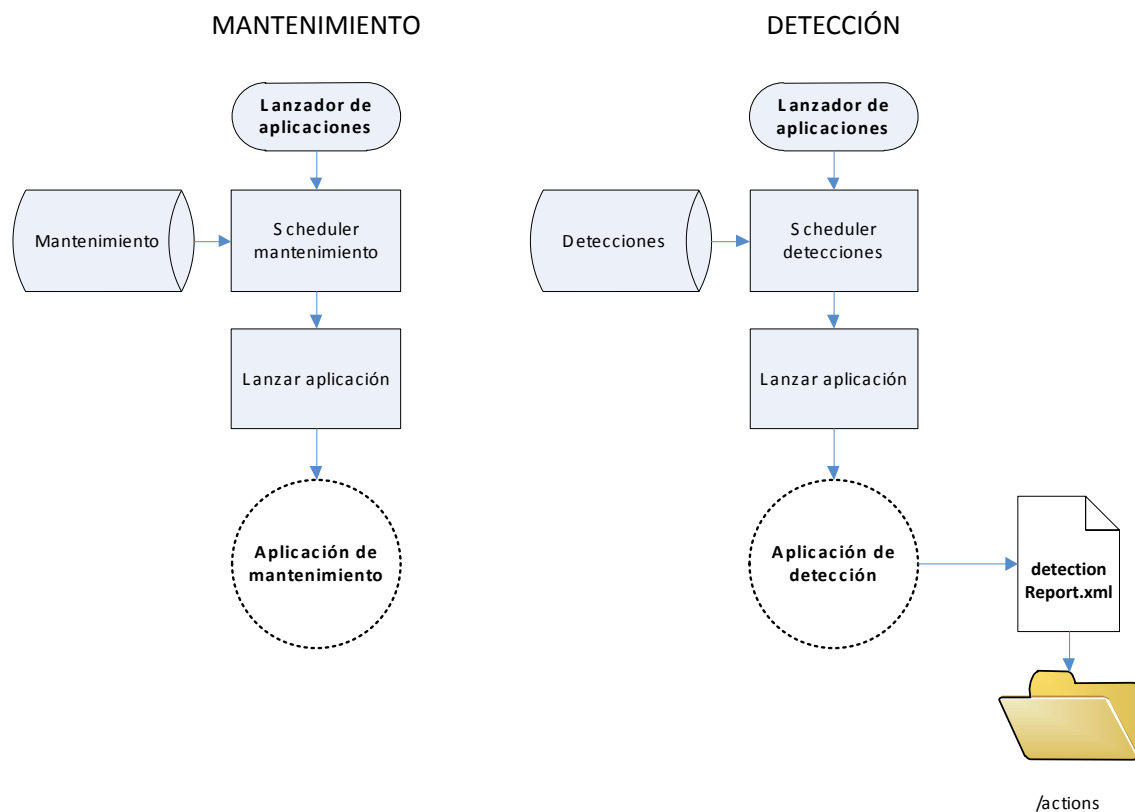 MANTENIMIENTO
Lanzador de
aplicaciones
Mantenimiento
Scheduler
mantenimiento
Lanzar aplicación
Aplicación de
mantenimiento
DETECCIÓN
Lanzador de
aplicaciones
Detecciones
Scheduler
detecciones
Lanzar aplicación
Aplicación de
detección
detection
Report.xml
/actions